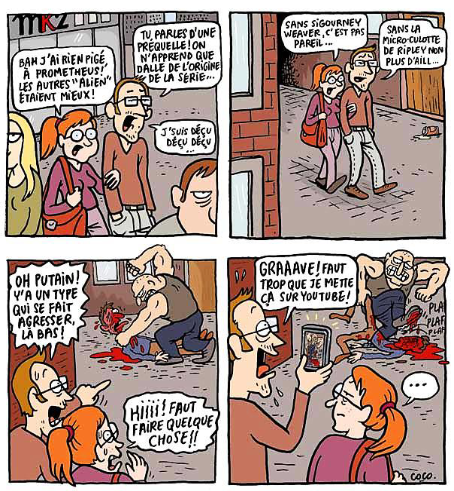 mK2
BAH J'AI RIEN PIGÉ,
À PROMETHEUS!
LES AUTRES "ALIEN"
ÉTAIENT MIEUX!
TU PARLES D'UNE
PRÉQUELLE! ON
N'APPREND QUE
DALLE DE L'ORIGINE
DE LA SÉRIE...
J'SUIS DÉÇU
DÉÇU DÉÇU
...
SANS SIGOURNEY
WEAVER, C'EST PAS
PAREIL...
SANS LA
MICRO-CULOTTE
DE RIPLEY NON
PLUS D'AILL...
OH PUTAIN!
Y'A UN TYPE
QUI SE FAIT
AGRESSER,
LÀ BAS!
HIIII! FAUT
FAIRE QUELQUE
CHOSE!!
GRAAAVE! FAUT
TROP QUE JE METTE
ÇA SUR YOUTUBE!
PLAF
PLAF
PLAF
...
COCO.